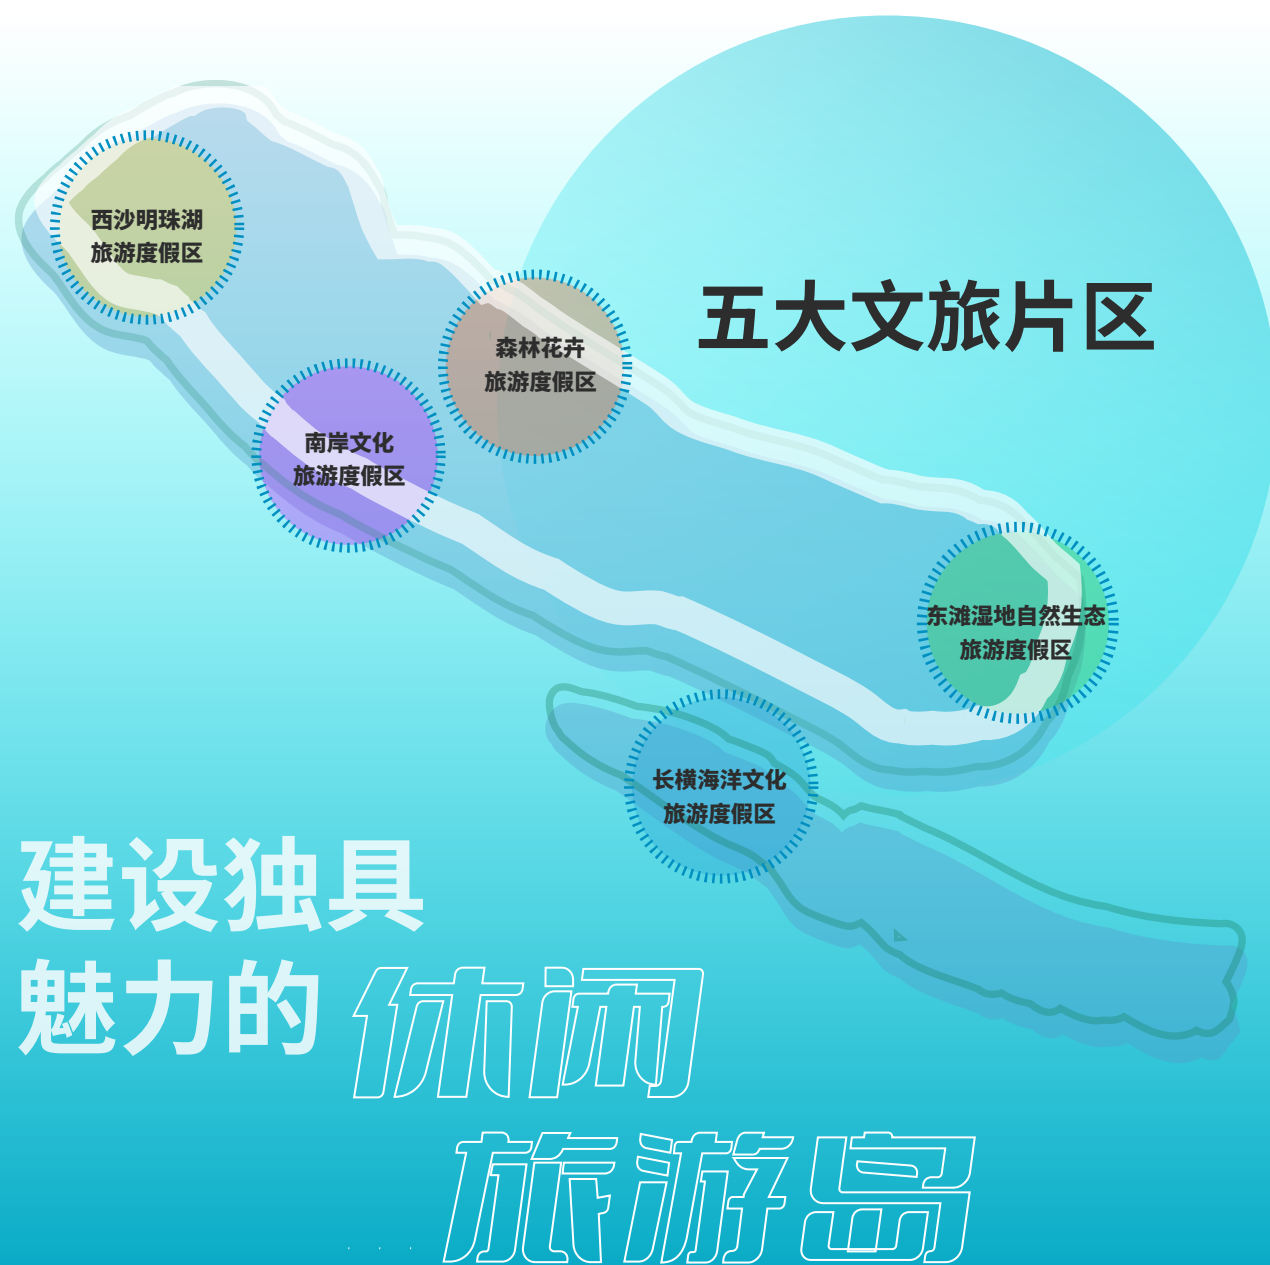 五大文旅片区
西沙明珠湖
旅游度假区
森林花卉
旅游度假区
南岸文化
旅游度假区
东滩湿地自然生态
旅游度假区
长横海洋文化
旅游度假区
建设独具
魅力的休闲
旅游岛